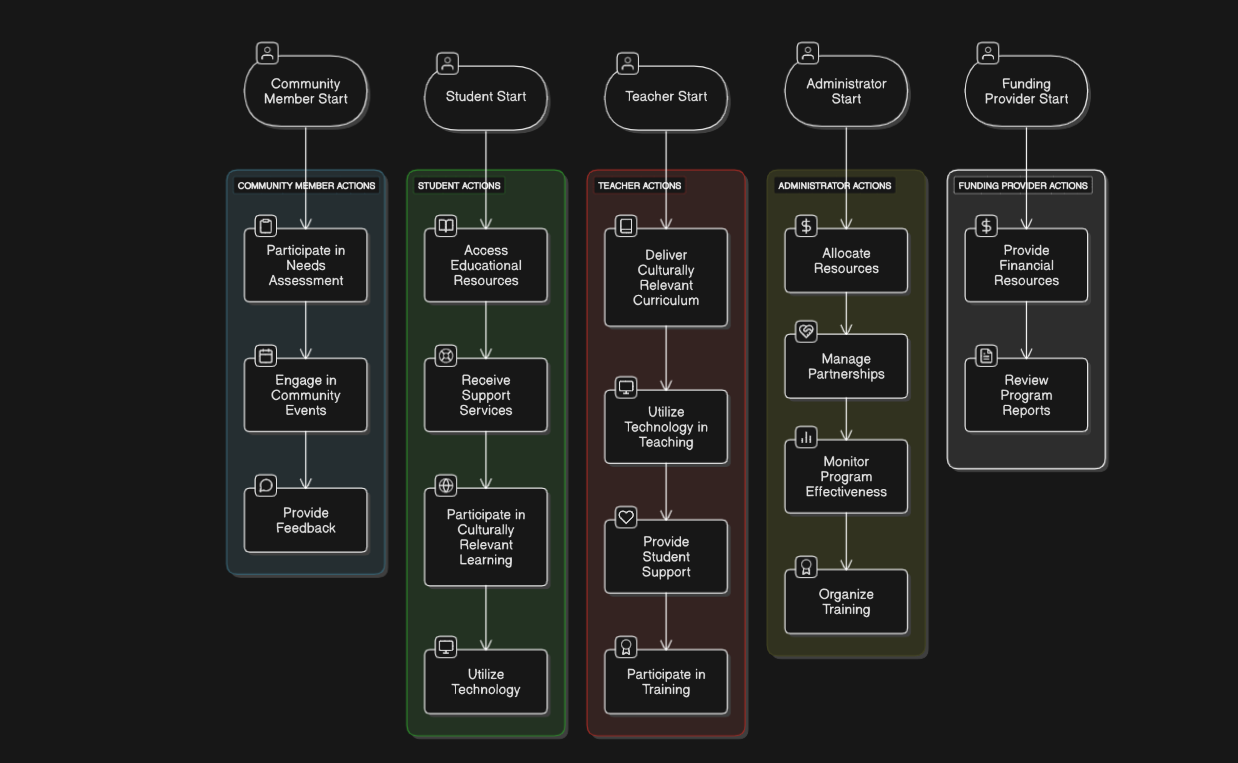 Community
Member Start
Student Start
Teacher Start
Administrator
Start
Funding
Provider Start
COMMUNITY MEMBER ACTIONS
Participate in
Needs
Assessment
Engage in
Community
Events
Provide
Feedback
STUDENT ACTIONS
Access
Educational
Resources
Receive
Support
Services
Participate in
Culturally
Relevant
Learning
Utilize
Technology
TEACHER ACTIONS
Deliver
Culturally
Relevant
Curriculum
Utilize
Technology in
Teaching
Provide
Student
Support
Participate in
Training
ADMINISTRATOR ACTIONS
Allocate
Resources
Manage
Partnerships
Monitor
Program
Effectiveness
Organize
Training
FUNDING PROVIDER ACTIONS
Provide
Financial
Resources
Review
Program
Reports